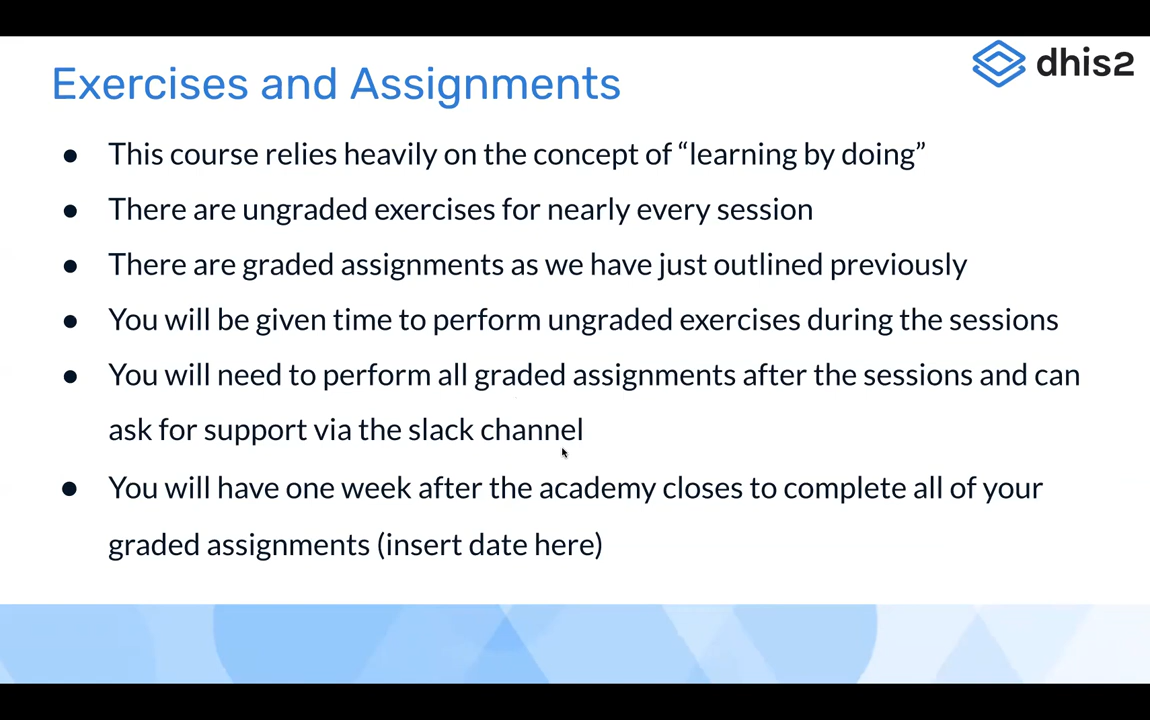 dhis2
Exercises and Assignments
● This course relies heavily on the concept of “learning by doing”
● There are ungraded exercises for nearly every session
● There are graded assignments as we have just outlined previously
● You will be given time to perform ungraded exercises during the sessions
● You will need to perform all graded assignments after the sessions and can
ask for support via the slack channel
● You will have one week after the academy closes to complete all of your
graded assignments (insert date here)